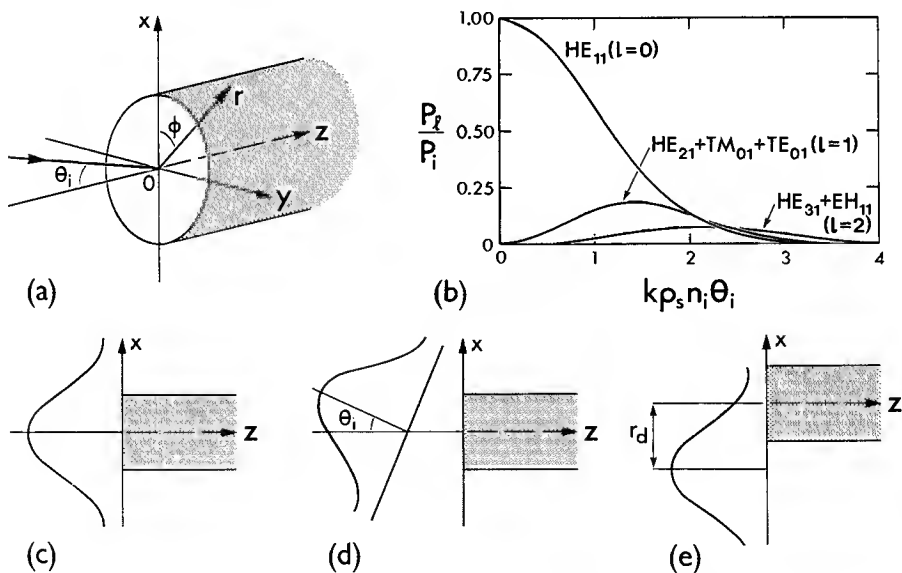 x
r
φ
z
θi
0
y
(a)
1.00
0.75
0.50
0.25
0
Pℓ
Pi
HE11(l=0)
HE21+TM01+TE01(l=1)
HE31+EH11
(l=2)
0 1 2 3 4
kρsniθi
(b)
x
z
(c)
x
θi
z
(d)
x
z
rd
(e)